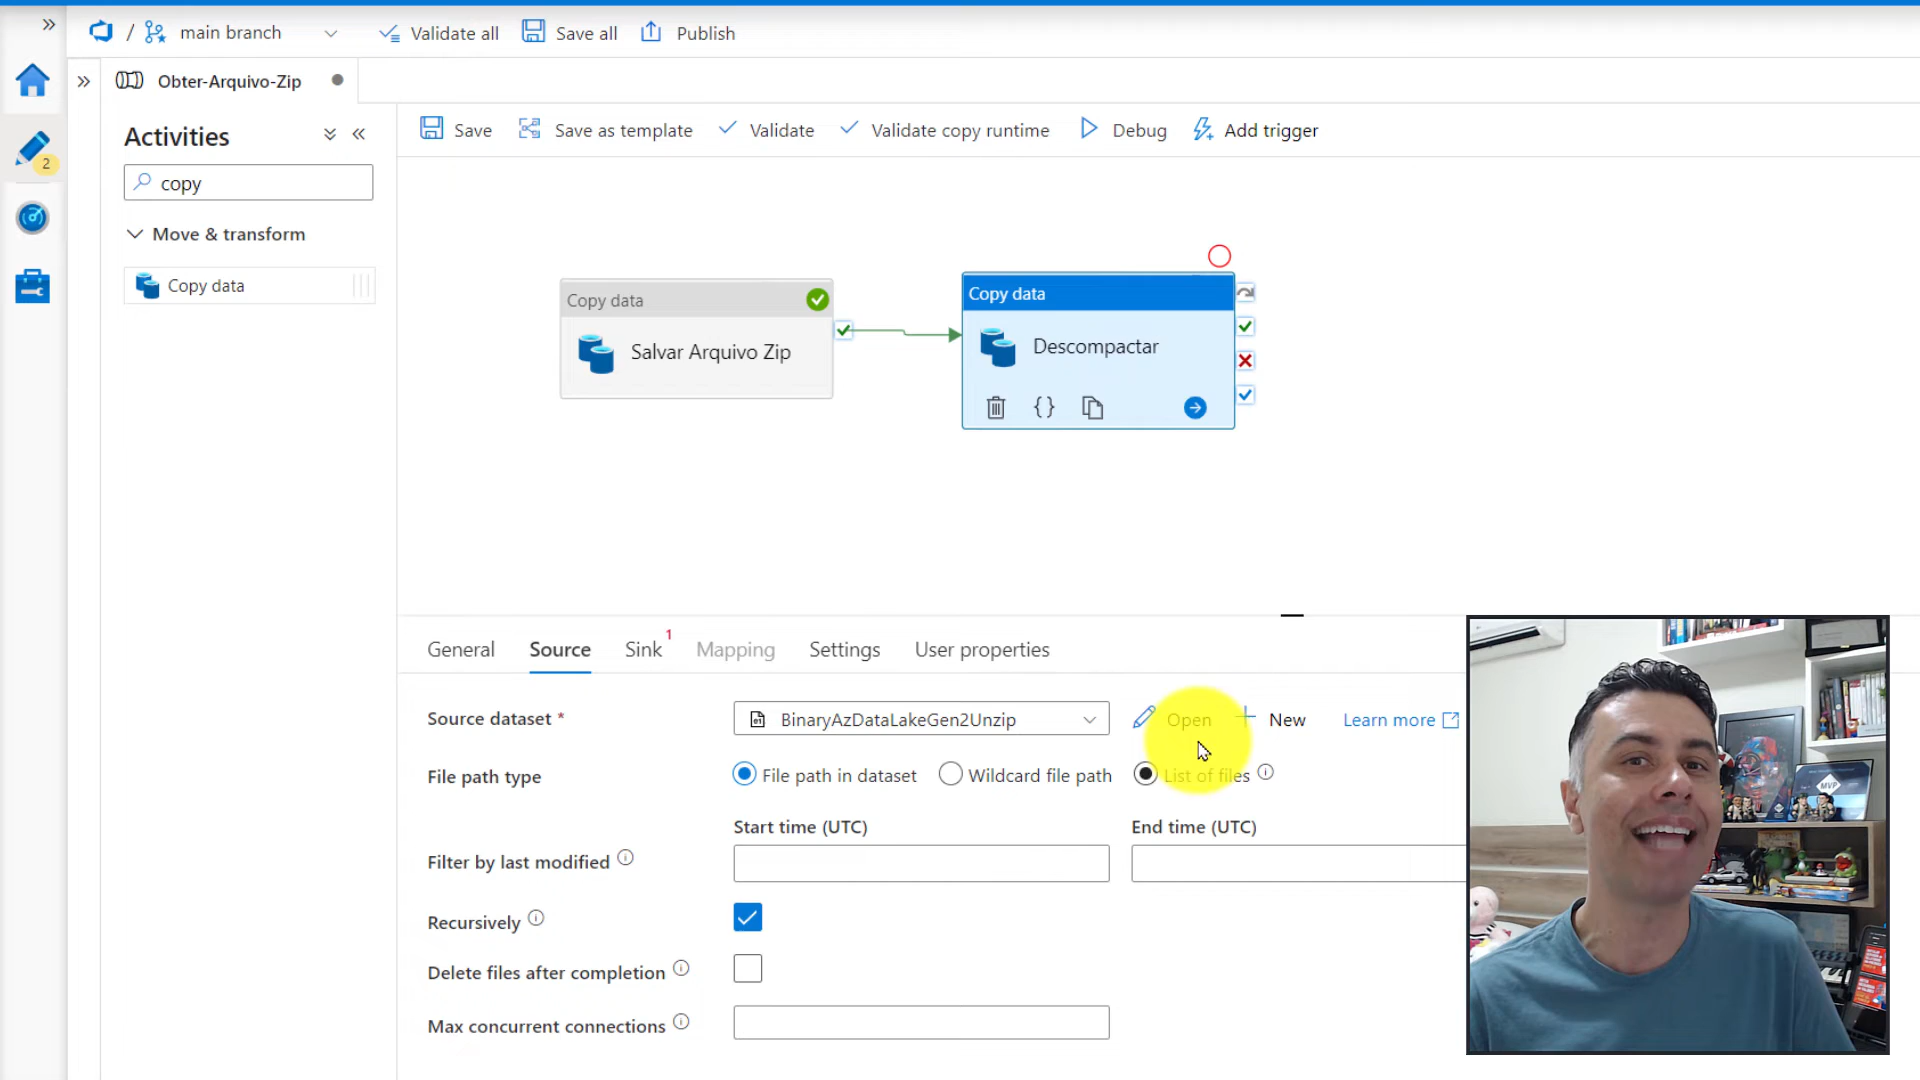 / main branch Validate all Save all Publish
Obter-Arquivo-Zip
Activities
copy
Move & transform
Copy data
2
Save Save as template Validate Validate copy runtime Debug Add trigger
Copy data
Salvar Arquivo Zip
Copy data
Descompactar
General Source Sink 1 Mapping Settings User properties
Source dataset * BinaryAzDataLakeGen2Unzip Open New Learn more
File path type File path in dataset Wildcard file path List of files
Start time (UTC) End time (UTC)
Filter by last modified
Recursively
Delete files after completion
Max concurrent connections
MVP